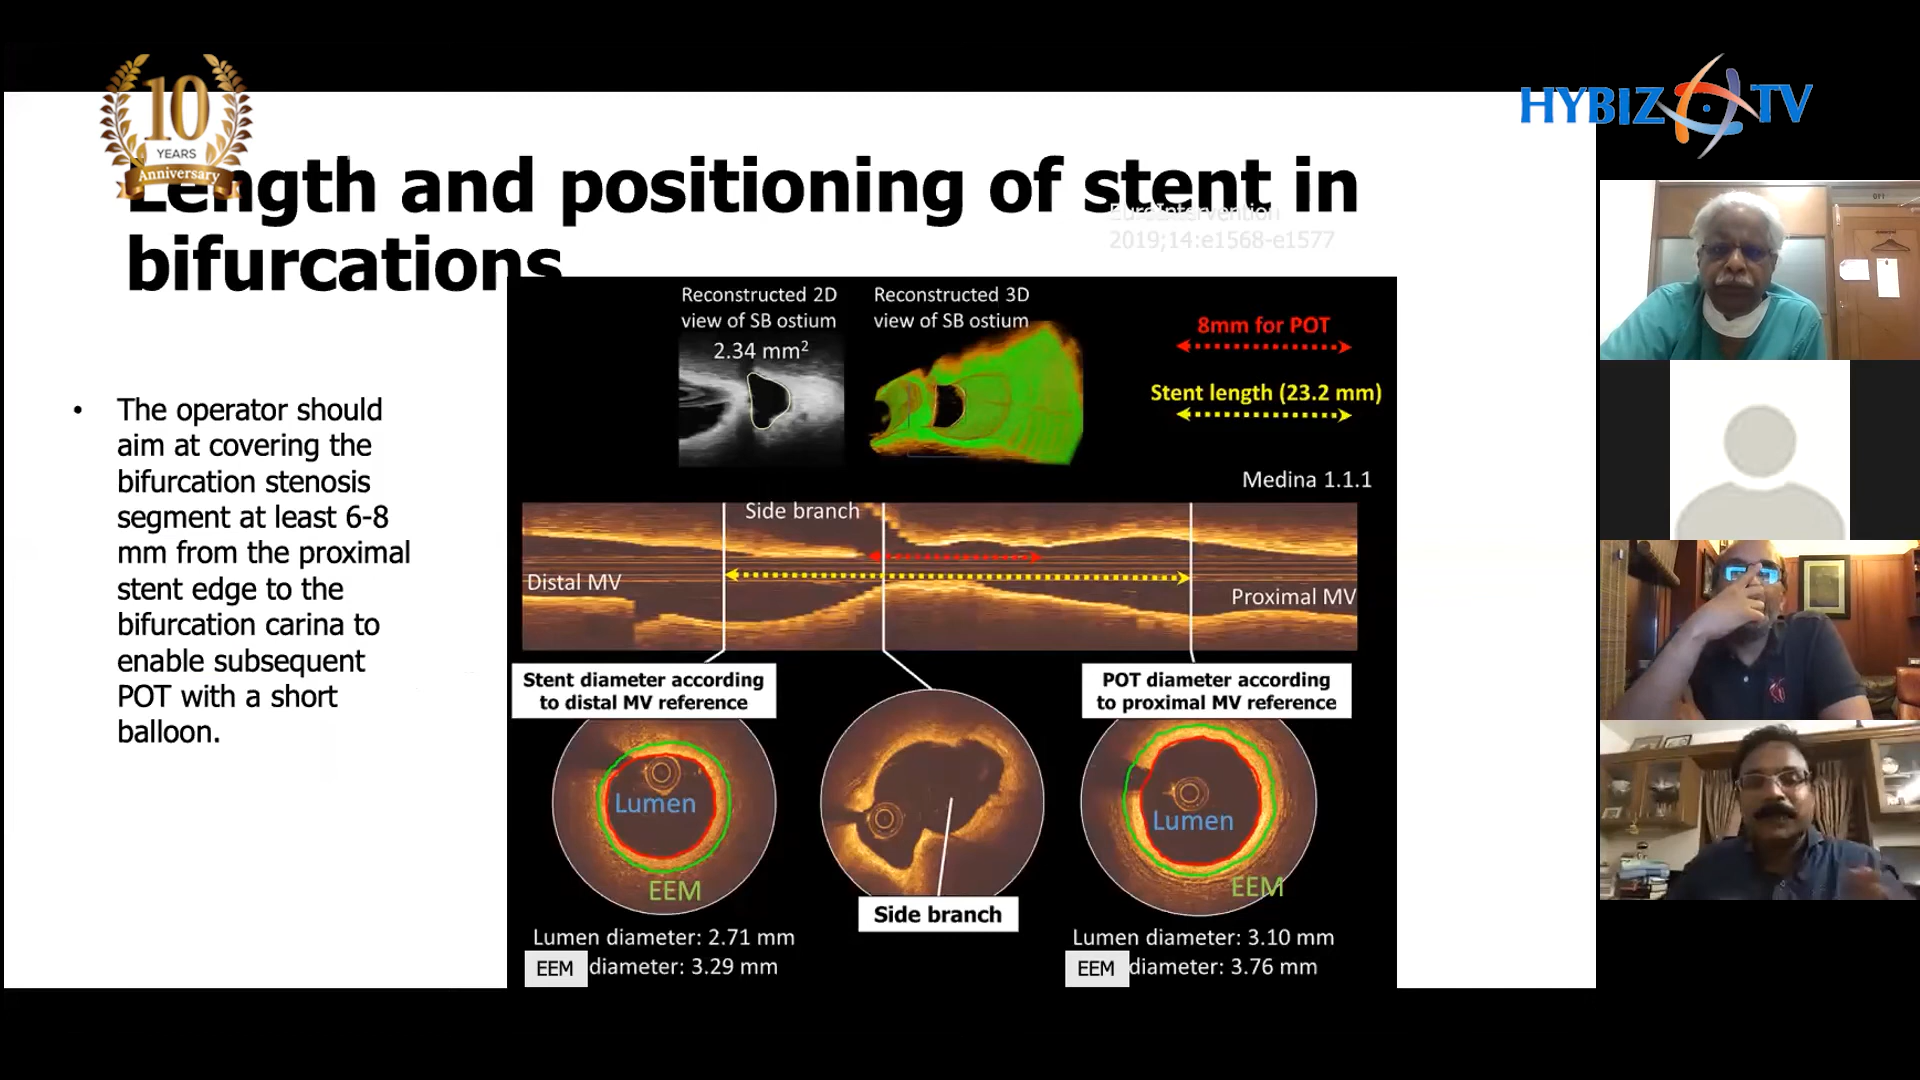 10
YEARS
Anniversary
HYBIZ TV
Length and positioning of stent in
bifurcations
EuroIntervention
2019;14:e1568-e1577
• The operator should
aim at covering the
bifurcation stenosis
segment at least 6-8
mm from the proximal
stent edge to the
bifurcation carina to
enable subsequent
POT with a short
balloon.
Reconstructed 2D
view of SB ostium
2.34 mm²
Reconstructed 3D
view of SB ostium
8mm for POT
Stent length (23.2 mm)
Medina 1.1.1
Side branch
Distal MV
Proximal MV
Stent diameter according
to distal MV reference
POT diameter according
to proximal MV reference
Lumen
EEM
Side branch
Lumen
EEM
Lumen diameter: 2.71 mm
EEM diameter: 3.29 mm
Lumen diameter: 3.10 mm
EEM diameter: 3.76 mm